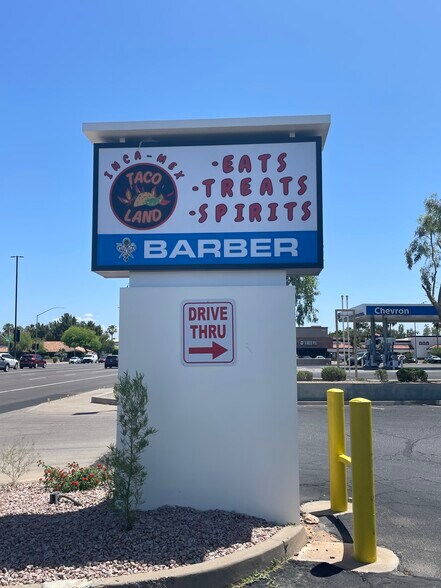 INCA-MEX
TACO
LAND
·EATS
·TREATS
·SPIRITS
BARBER
DRIVE
THRU
Chevron